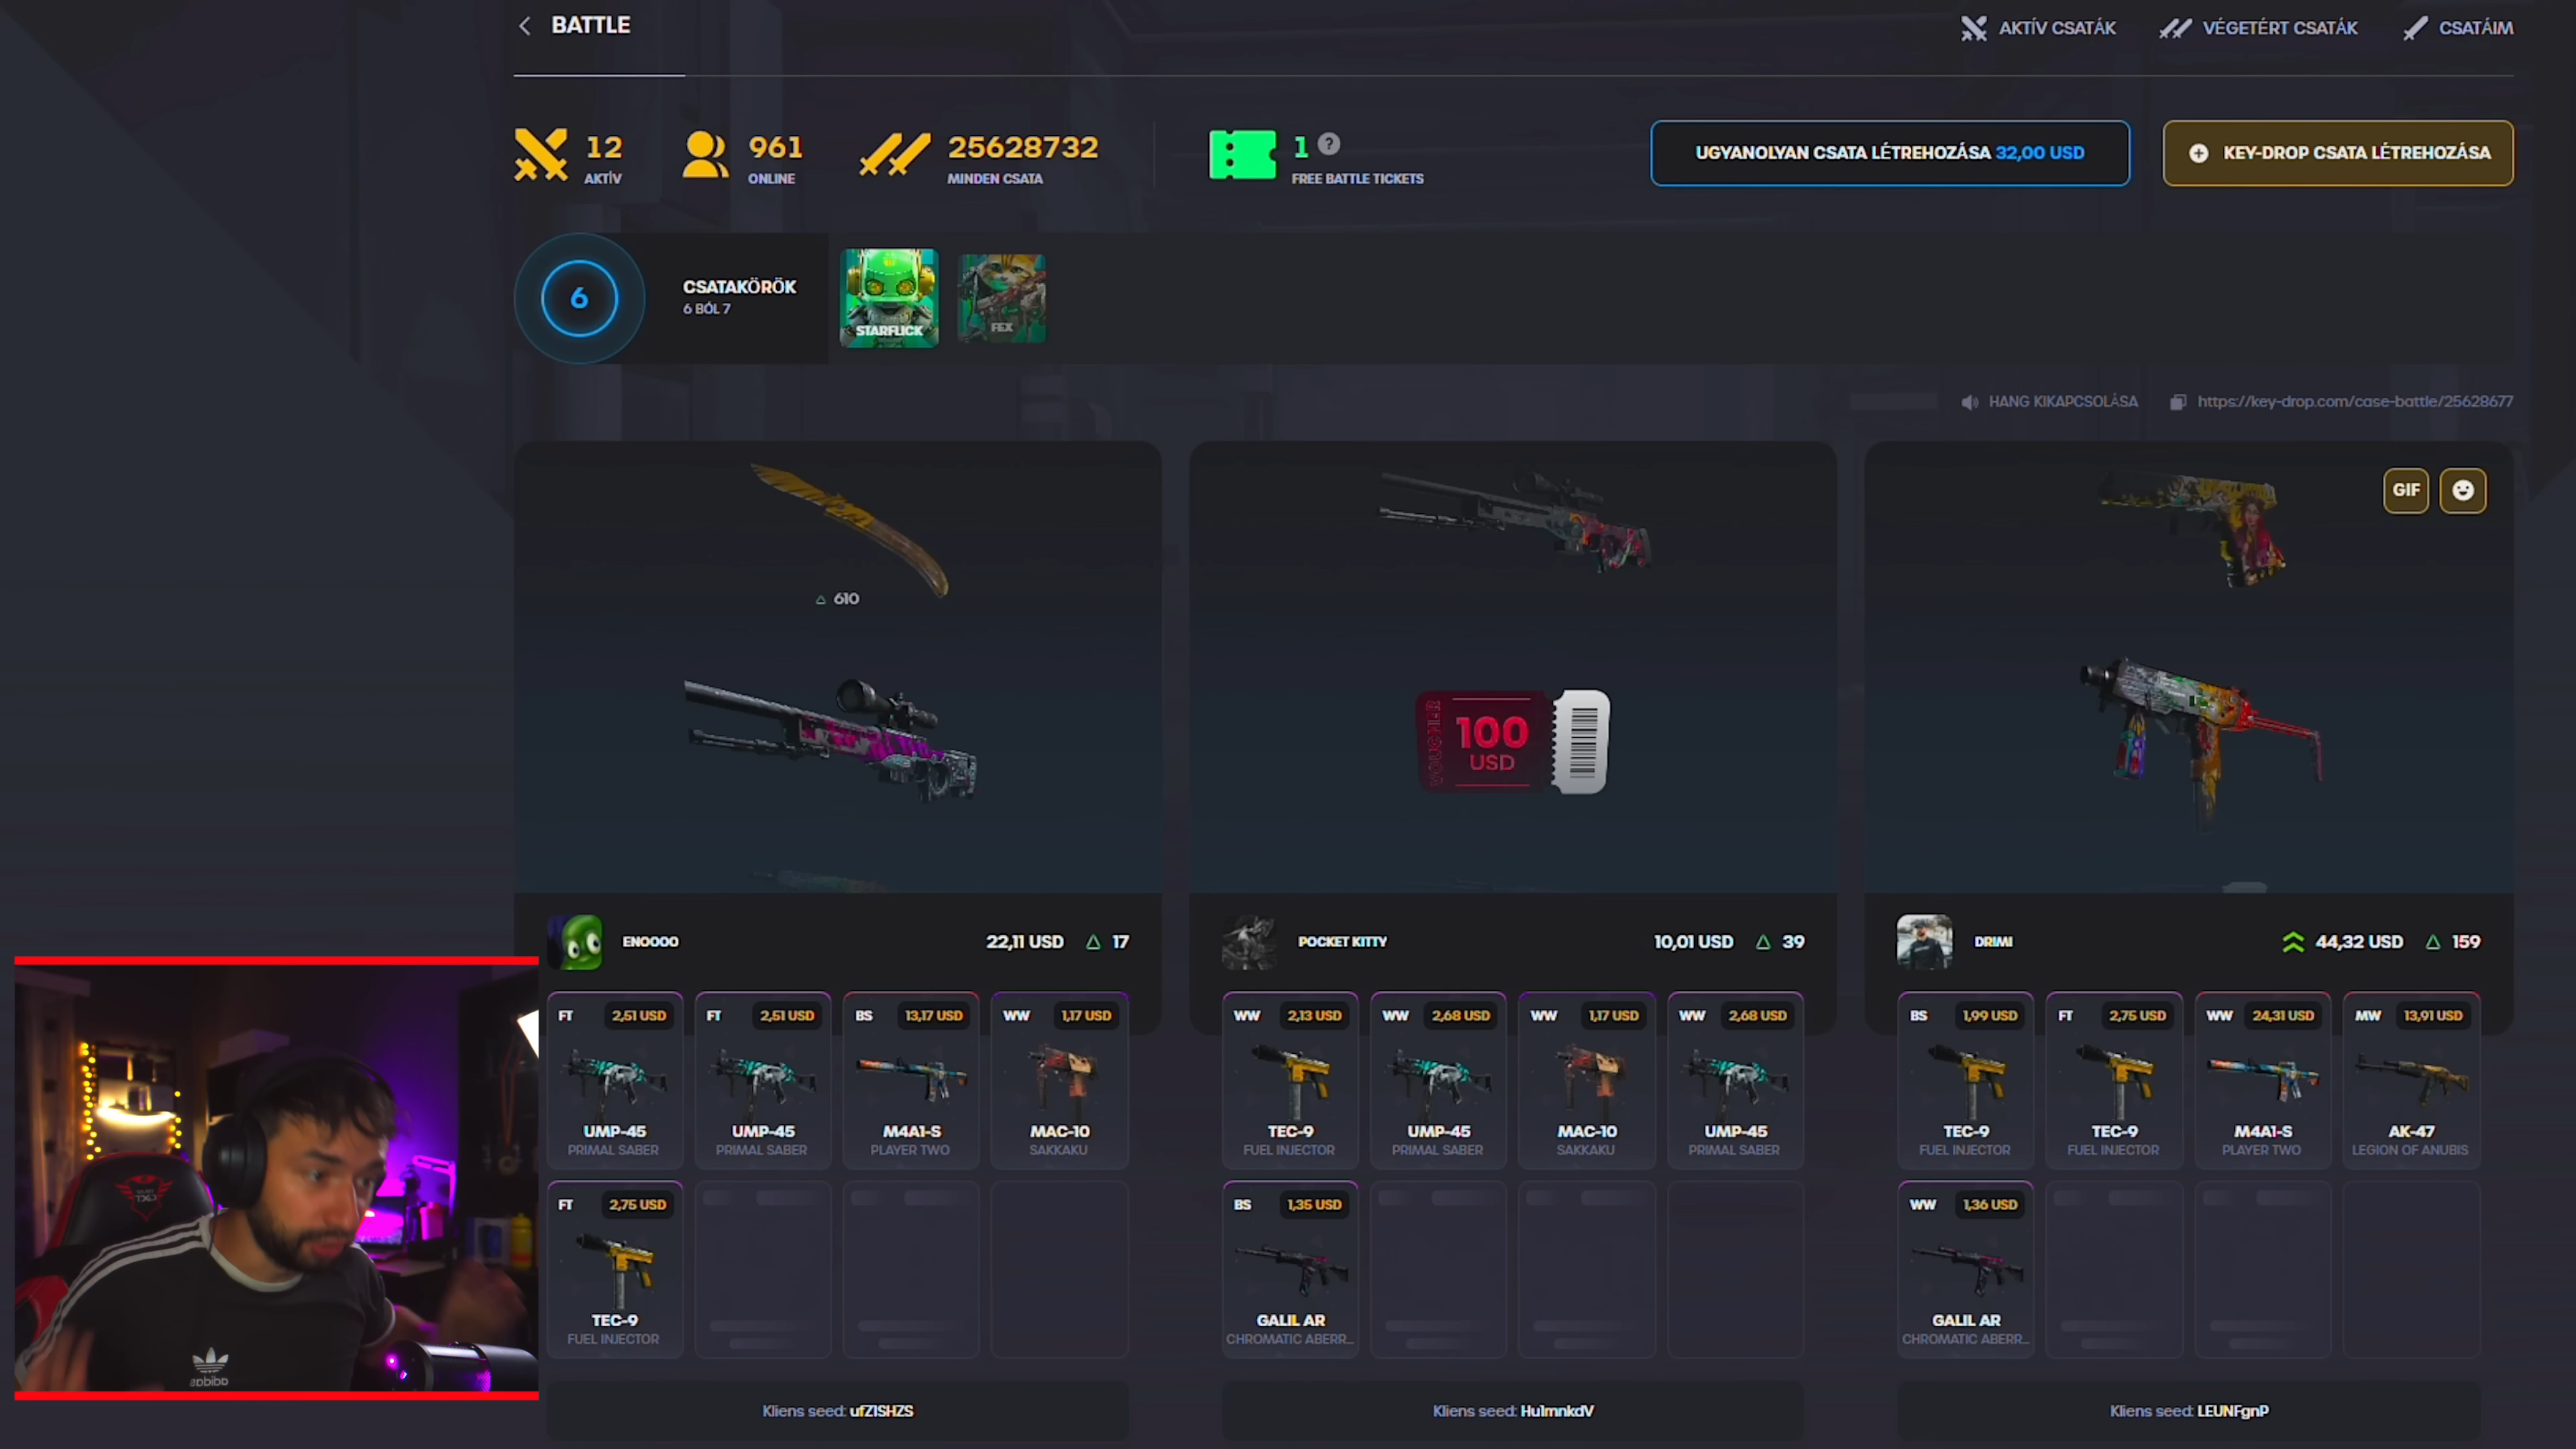 BATTLE
AKTÍV CSATÁK
VÉGETÉRT CSATÁK
CSATÁIM
12
AKTÍV
961
ONLINE
25628732
MINDEN CSATA
1 ?
FREE BATTLE TICKETS
UGYANOLYAN CSATA LÉTREHOZÁSA 32,00 USD
KEY-DROP CSATA LÉTREHOZÁSA
6
CSATAKÖRÖK
6 BÓL 7
STARFLICK
FEX
HANG KIKAPCSOLÁSA
https://key-drop.com/case-battle/25628677
610
VOUCHER
100
USD
GIF
ENOOOO
22,11 USD
17
FT 2,51 USD
UMP-45
PRIMAL SABER
FT 2,51 USD
UMP-45
PRIMAL SABER
BS 13,17 USD
M4A1-S
PLAYER TWO
WW 1,17 USD
MAC-10
SAKKAKU
FT 2,75 USD
TEC-9
FUEL INJECTOR
Kliens seed: ufZ1SHZS
POCKET KITTY
10,01 USD
39
WW 2,13 USD
TEC-9
FUEL INJECTOR
WW 2,68 USD
UMP-45
PRIMAL SABER
WW 1,17 USD
MAC-10
SAKKAKU
WW 2,68 USD
UMP-45
PRIMAL SABER
BS 1,35 USD
GALIL AR
CHROMATIC ABERR...
Kliens seed: Hu1mnkdV
DRIMI
44,32 USD
159
BS 1,99 USD
TEC-9
FUEL INJECTOR
FT 2,75 USD
TEC-9
FUEL INJECTOR
WW 24,31 USD
M4A1-S
PLAYER TWO
MW 13,91 USD
AK-47
LEGION OF ANUBIS
WW 1,36 USD
GALIL AR
CHROMATIC ABERR...
Kliens seed: LEUNFgnP
adidas